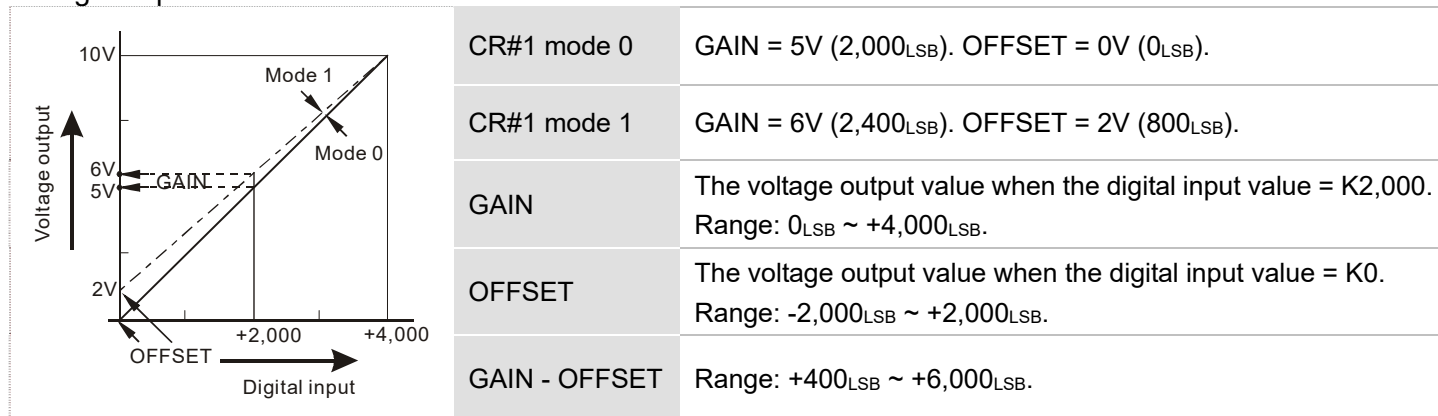 10V
Mode 1
Mode 0
Voltage output
6V
5V
GAIN
2V
+2,000
+4,000
OFFSET
Digital input
CR#1 mode 0
GAIN = 5V (2,000LSB). OFFSET = 0V (0LSB).
CR#1 mode 1
GAIN = 6V (2,400LSB). OFFSET = 2V (800LSB).
GAIN
The voltage output value when the digital input value = K2,000.
Range: 0LSB ~ +4,000LSB.
OFFSET
The voltage output value when the digital input value = K0.
Range: -2,000LSB ~ +2,000LSB.
GAIN - OFFSET
Range: +400LSB ~ +6,000LSB.